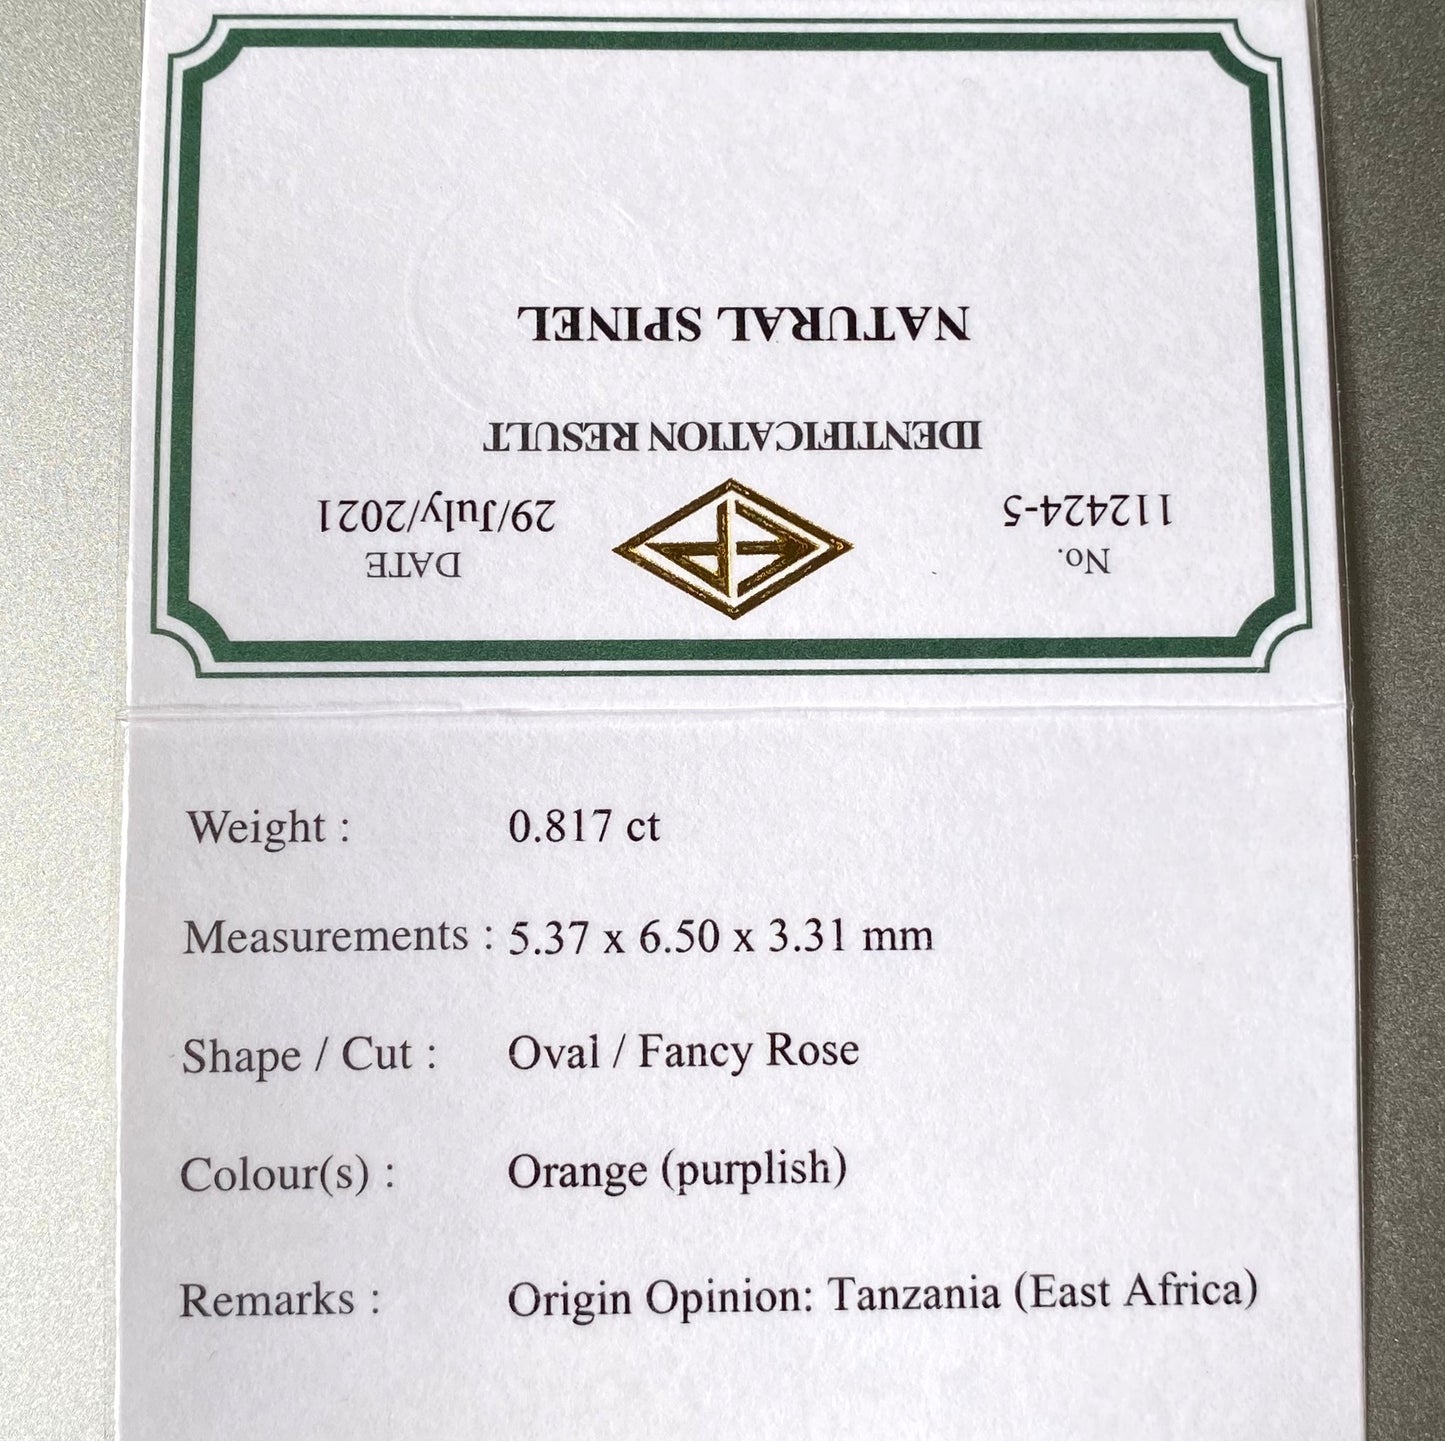 No.
112424-5
DATE
29/July/2021
IDENTIFICATION RESULT
NATURAL SPINEL
Weight : 0.817 ct
Measurements : 5.37 x 6.50 x 3.31 mm
Shape / Cut : Oval / Fancy Rose
Colour(s) : Orange (purplish)
Remarks : Origin Opinion: Tanzania (East Africa)